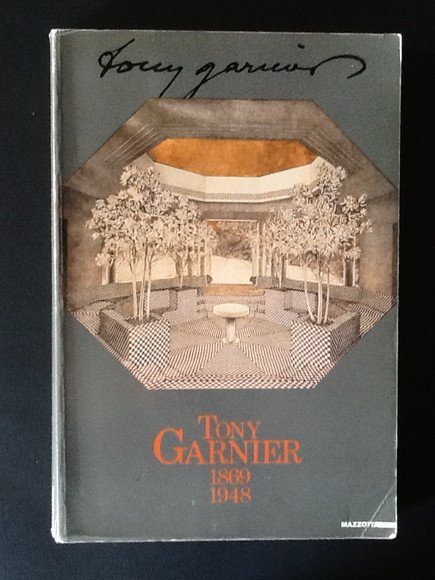 tony garnier
TONY
GARNIER
1869
1948
MAZZOTTA